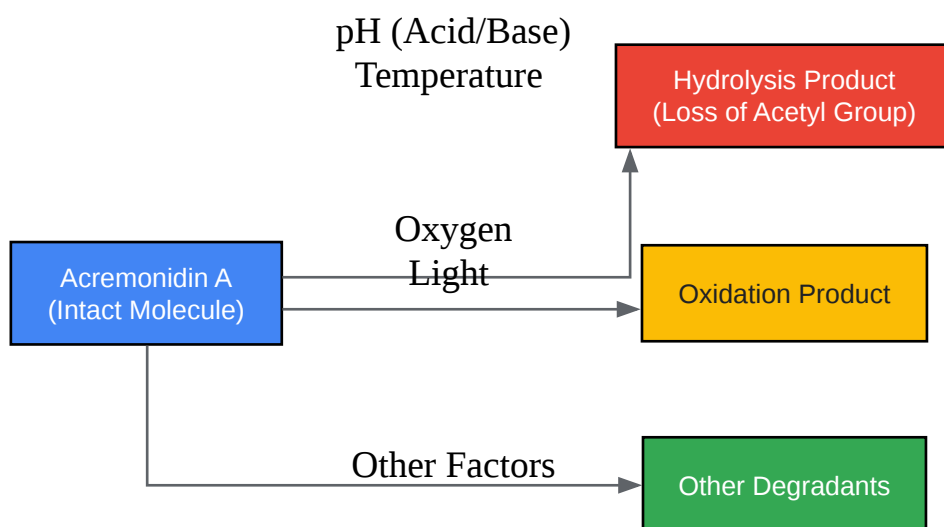 pH (Acid/Base)
Temperature
Hydrolysis Product
(Loss of Acetyl Group)
Oxygen
Light
Acremonidin A
(Intact Molecule)
Oxidation Product
Other Factors
Other Degradants